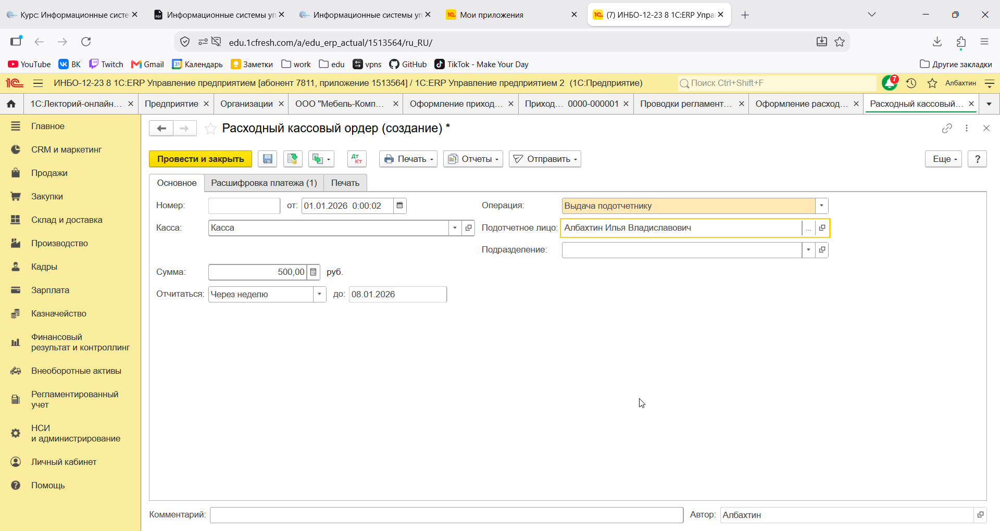 Курс: Информационные систе
Информационные системы уп
Информационные системы уп
Мои приложения
(7) ИНБО-12-23 8 1С:ERP Упра
edu.1cfresh.com/a/edu_erp_actual/1513564/ru_RU/
YouTube ВК Twitch Gmail Календарь Заметки work edu vpns GitHub TikTok - Make Your Day Другие закладки
ИНБО-12-23 8 1С:ERP Управление предприятием [абонент 7811, приложение 1513564] / 1С:ERP Управление предприятием 2 (1С:Предприятие)
Поиск Ctrl+Shift+F
7
Албахтин
1С:Лекторий-онлайн... Предприятие Организации ООО "Мебель-Комп... Оформление приход... Приход... 0000-000001 Проводки регламент... Оформление расход... Расходный кассовый...
Главное
CRM и маркетинг
Продажи
Закупки
Склад и доставка
Производство
Кадры
Зарплата
Казначейство
Финансовый
результат и контроллинг
Внеоборотные активы
Регламентированный
учет
НСИ
и администрирование
Личный кабинет
Помощь
Расходный кассовый ордер (создание) *
Провести и закрыть Дт Кт Печать Отчеты Отправить Еще ?
Основное Расшифровка платежа (1) Печать
Номер: от: 01.01.2026 0:00:02 Операция: Выдача подотчетнику
Касса: Касса Подотчетное лицо: Албахтин Илья Владиславович ...
Подразделение:
Сумма: 500,00 руб.
Отчитаться: Через неделю до: 08.01.2026
Комментарий: Автор: Албахтин